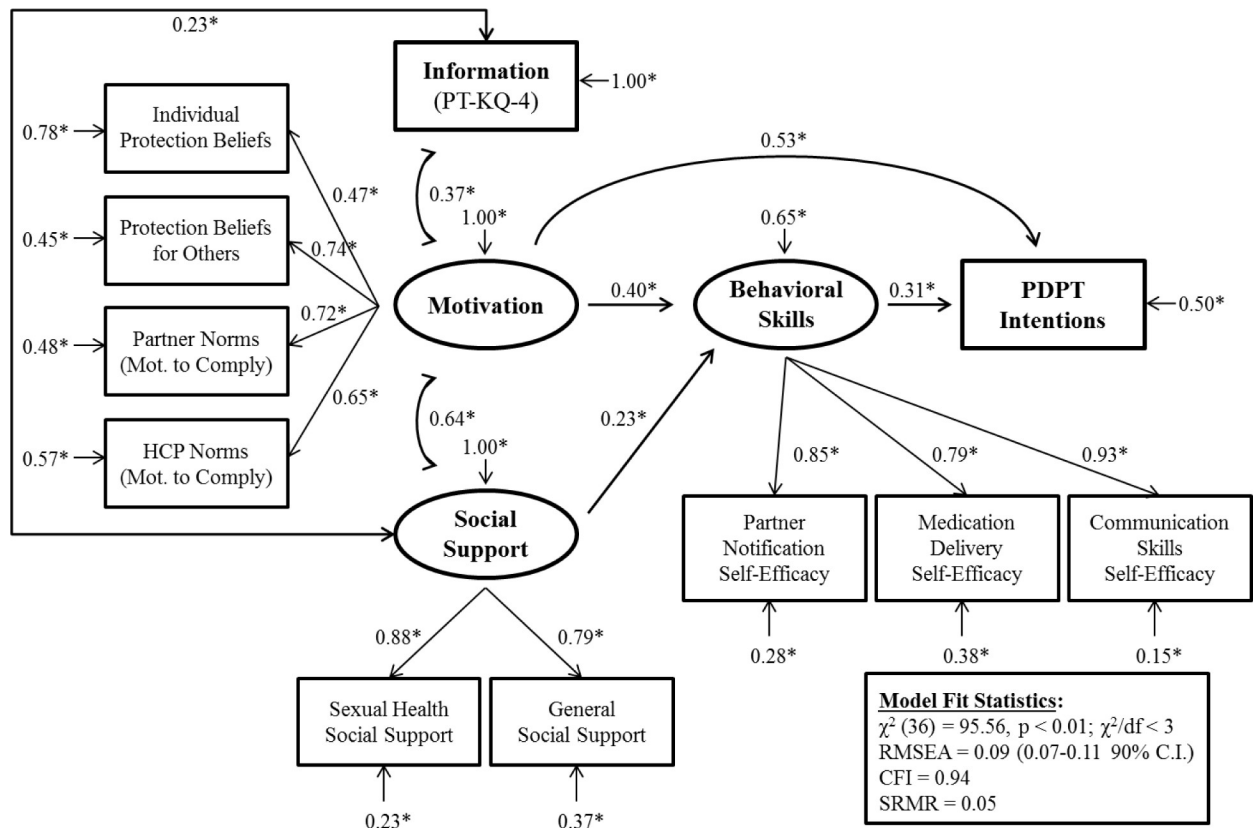 0.23*
Information
(PT-KQ-4)
1.00*
Individual
Protection Beliefs
0.78*
0.47*
0.37*
0.53*
Protection Beliefs
for Others
0.45*
0.74*
1.00*
0.65*
Motivation
0.40*
Behavioral
Skills
0.31*
PDPT
Intentions
0.50*
Partner Norms
(Mot. to Comply)
0.48*
0.72*
HCP Norms
(Mot. to Comply)
0.57*
0.65*
0.64*
1.00*
0.23*
Social
Support
0.85*
0.79*
0.93*
Partner
Notification
Self-Efficacy
Medication
Delivery
Self-Efficacy
Communication
Skills
Self-Efficacy
0.28*
0.38*
0.15*
0.88*
0.79*
Sexual Health
Social Support
General
Social Support
0.23*
0.37*
Model Fit Statistics:
χ² (36) = 95.56, p < 0.01; χ²/df < 3
RMSEA = 0.09 (0.07-0.11 90% C.I.)
CFI = 0.94
SRMR = 0.05